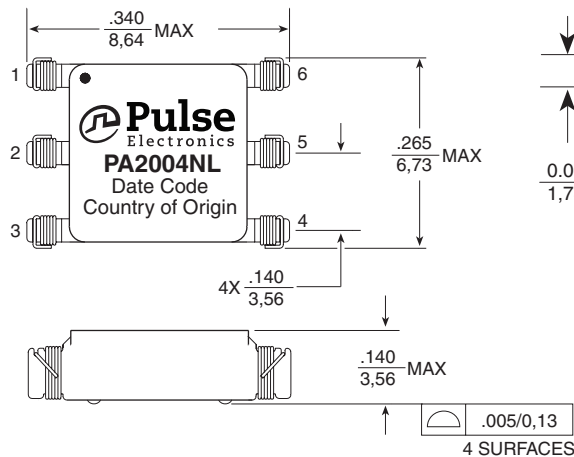 .340
8,64 MAX
1
6
Pulse
Electronics
2
5
PA2004NL
Date Code
Country of Origin
3
4
.265
6,73 MAX
0.0
1,7
4X .140
3,56
.140
3,56 MAX
.005/0,13
4 SURFACES